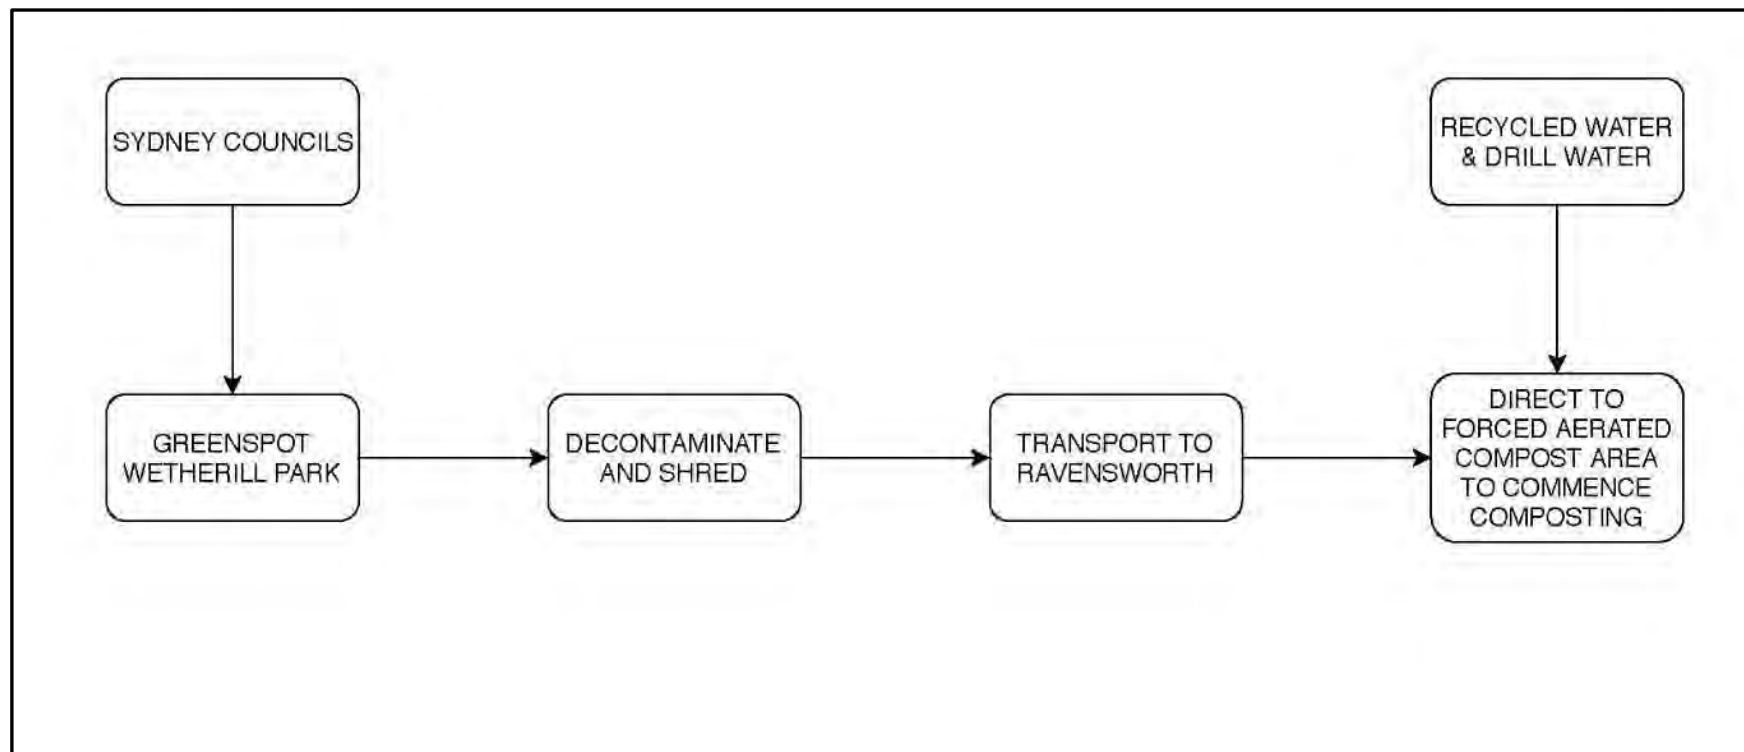 SYDNEY COUNCILS
RECYCLED WATER
& DRILL WATER
GREENSPOT
WETHERILL PARK
DECONTAMINATE
AND SHRED
TRANSPORT TO
RAVENSWORTH
DIRECT TO
FORCED AERATED
COMPOST AREA
TO COMMENCE
COMPOSTING